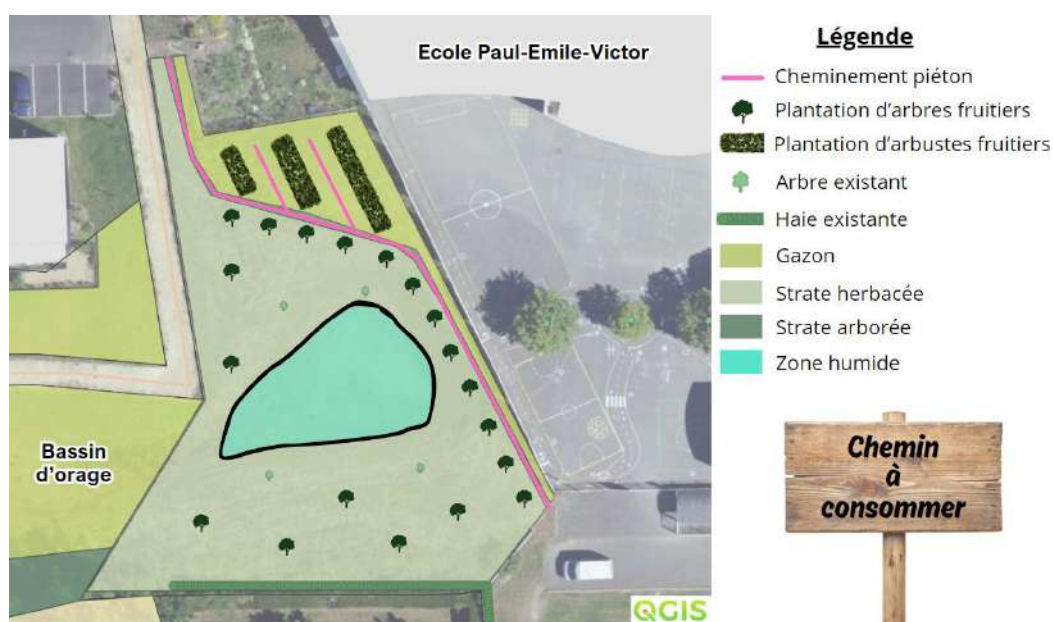 Ecole Paul-Emile-Victor
Bassin
d'orage
QGIS
Légende
Cheminement piéton
Plantation d'arbres fruitiers
Plantation d'arbustes fruitiers
Arbre existant
Haie existante
Gazon
Strate herbacée
Strate arborée
Zone humide
Chemin
à
consommer